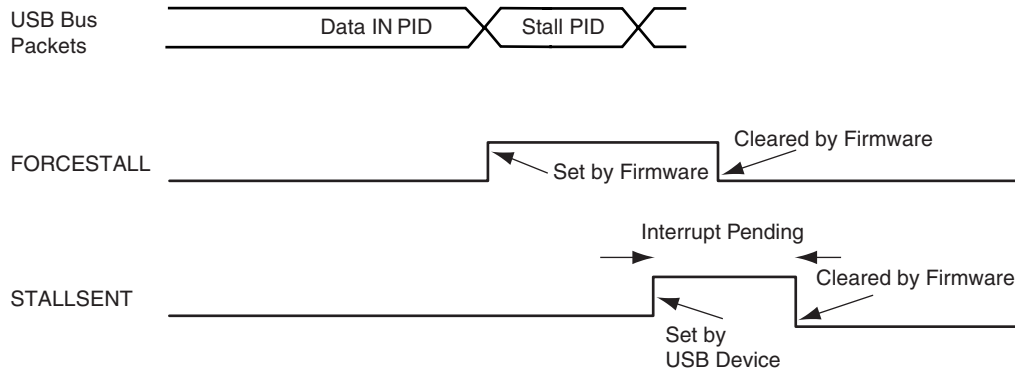 USB Bus
Packets
Data IN PID
Stall PID
FORCESTALL
Set by Firmware
Cleared by Firmware
Interrupt Pending
STALLSENT
Set by
USB Device
Cleared by Firmware